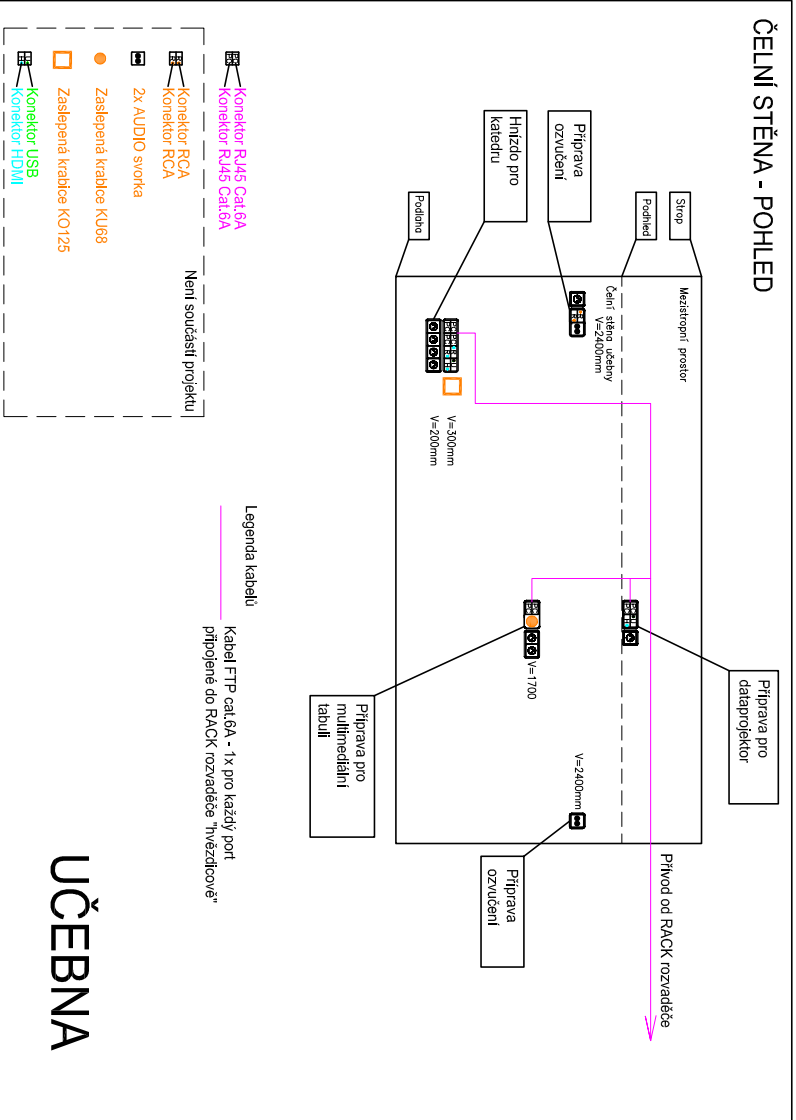 ČELNÍ STĚNA - POHLED
Strop
Podhled
Mezistropní prostor
Čelní stěna učebny
V=2400mm
Příprava
ozvučení
Hnízdo pro
katedru
Podlaha
V=300mm
V=200mm
V=1700
V=2400mm
Příprava pro
dataprojektor
Přívod od RACK rozvaděče
Příprava
ozvučení
Příprava pro
multimediální
tabuli
Konektor RJ45 Cat.6A
Konektor RJ45 Cat.6A
Není součástí projektu
Konektor RCA
Konektor RCA
2x AUDIO svorka
Zaslepená krabice KU68
Zaslepená krabice KO125
Konektor USB
Konektor HDMI
Legenda kabelů
Kabel FTP cat.6A - 1x pro každý port
připojené do RACK rozvaděče "hvězdicově"
UČEBNA